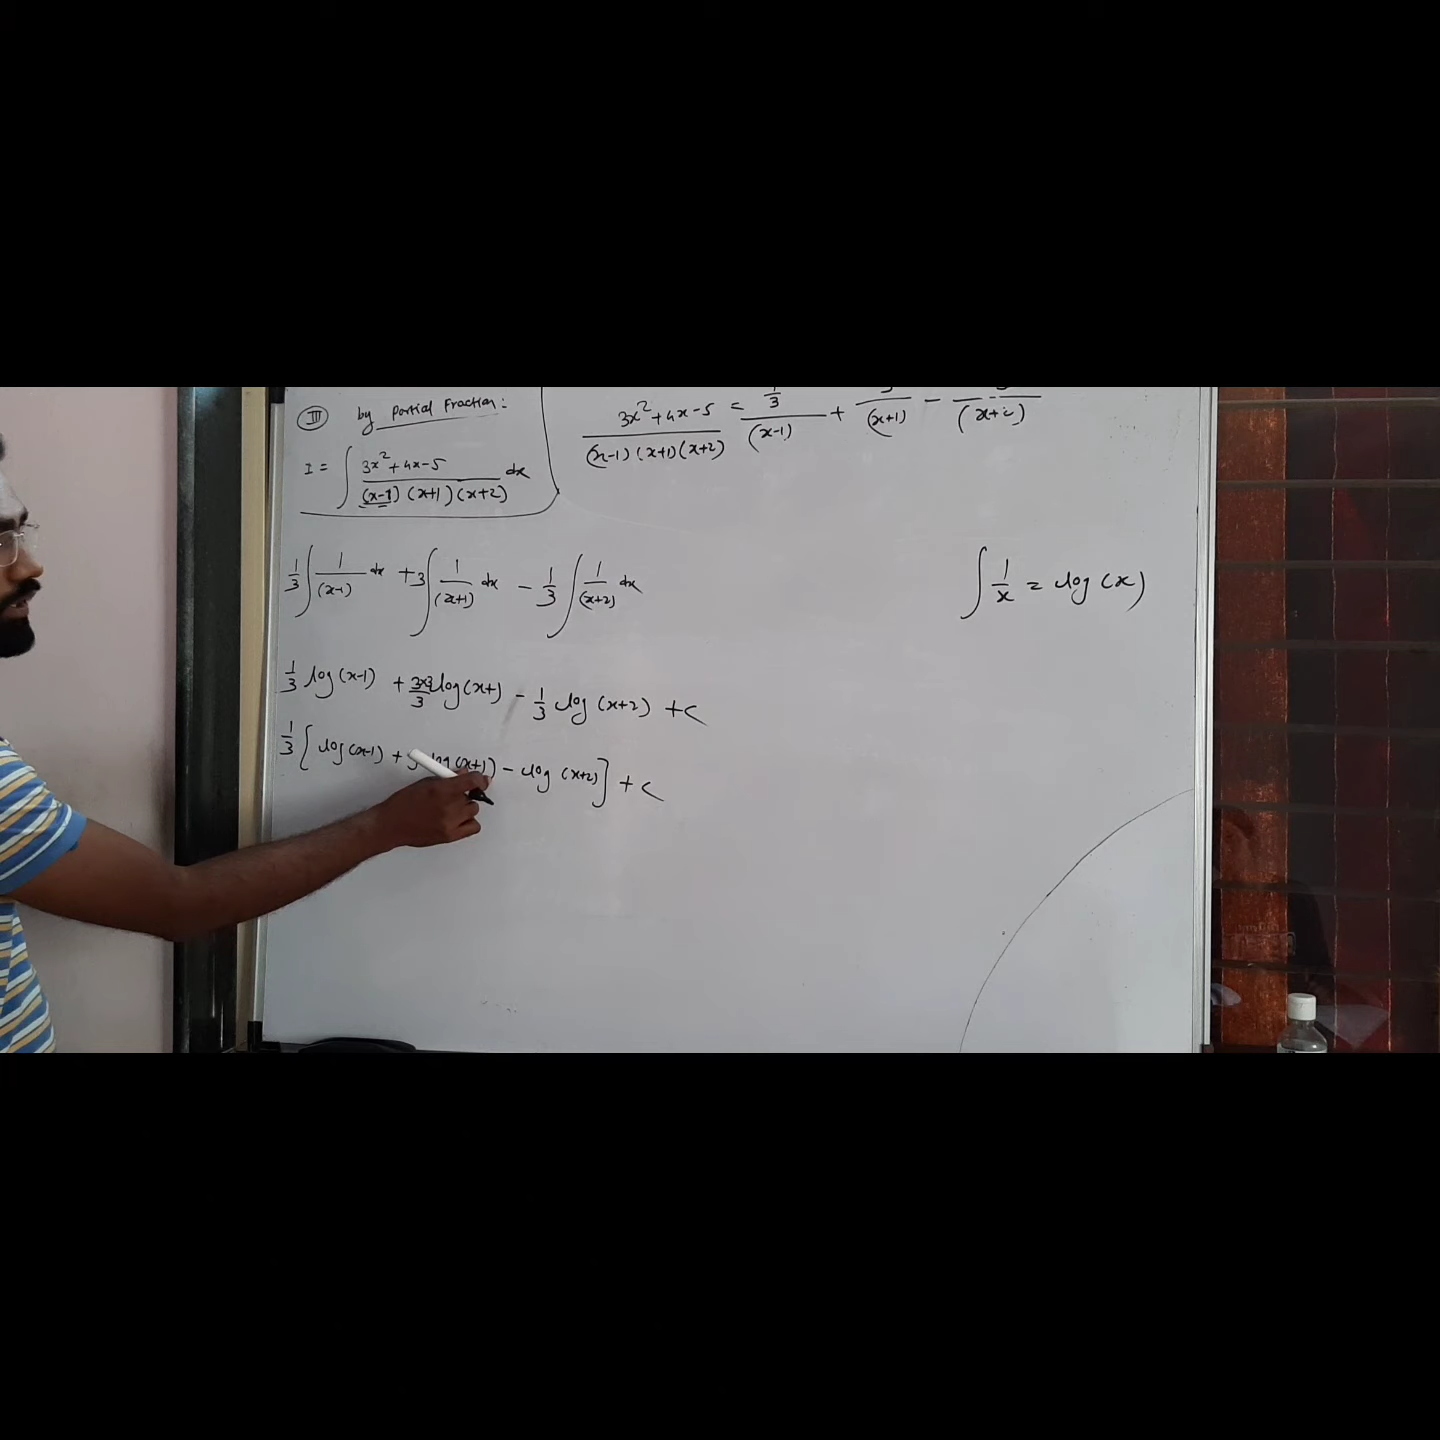 III by Partial Fraction:
I = ∫ 3x²+4x-5 / (x-1)(x+1)(x+2) dx
3x²+4x-5 / (x-1)(x+1)(x+2) = 1/3 / (x-1) + 3 / (x+1) - / (x+2)
1/3 ∫ 1/(x-1) dx + 3 ∫ 1/(x+1) dx - 1/3 ∫ 1/(x+2) dx
∫ 1/x = log (x)
1/3 log(x-1) + 3x3/3 log(x+) - 1/3 log (x+2) + c
1/3 [ log(x-1) + log(x+1) - log (x+2) ] + c